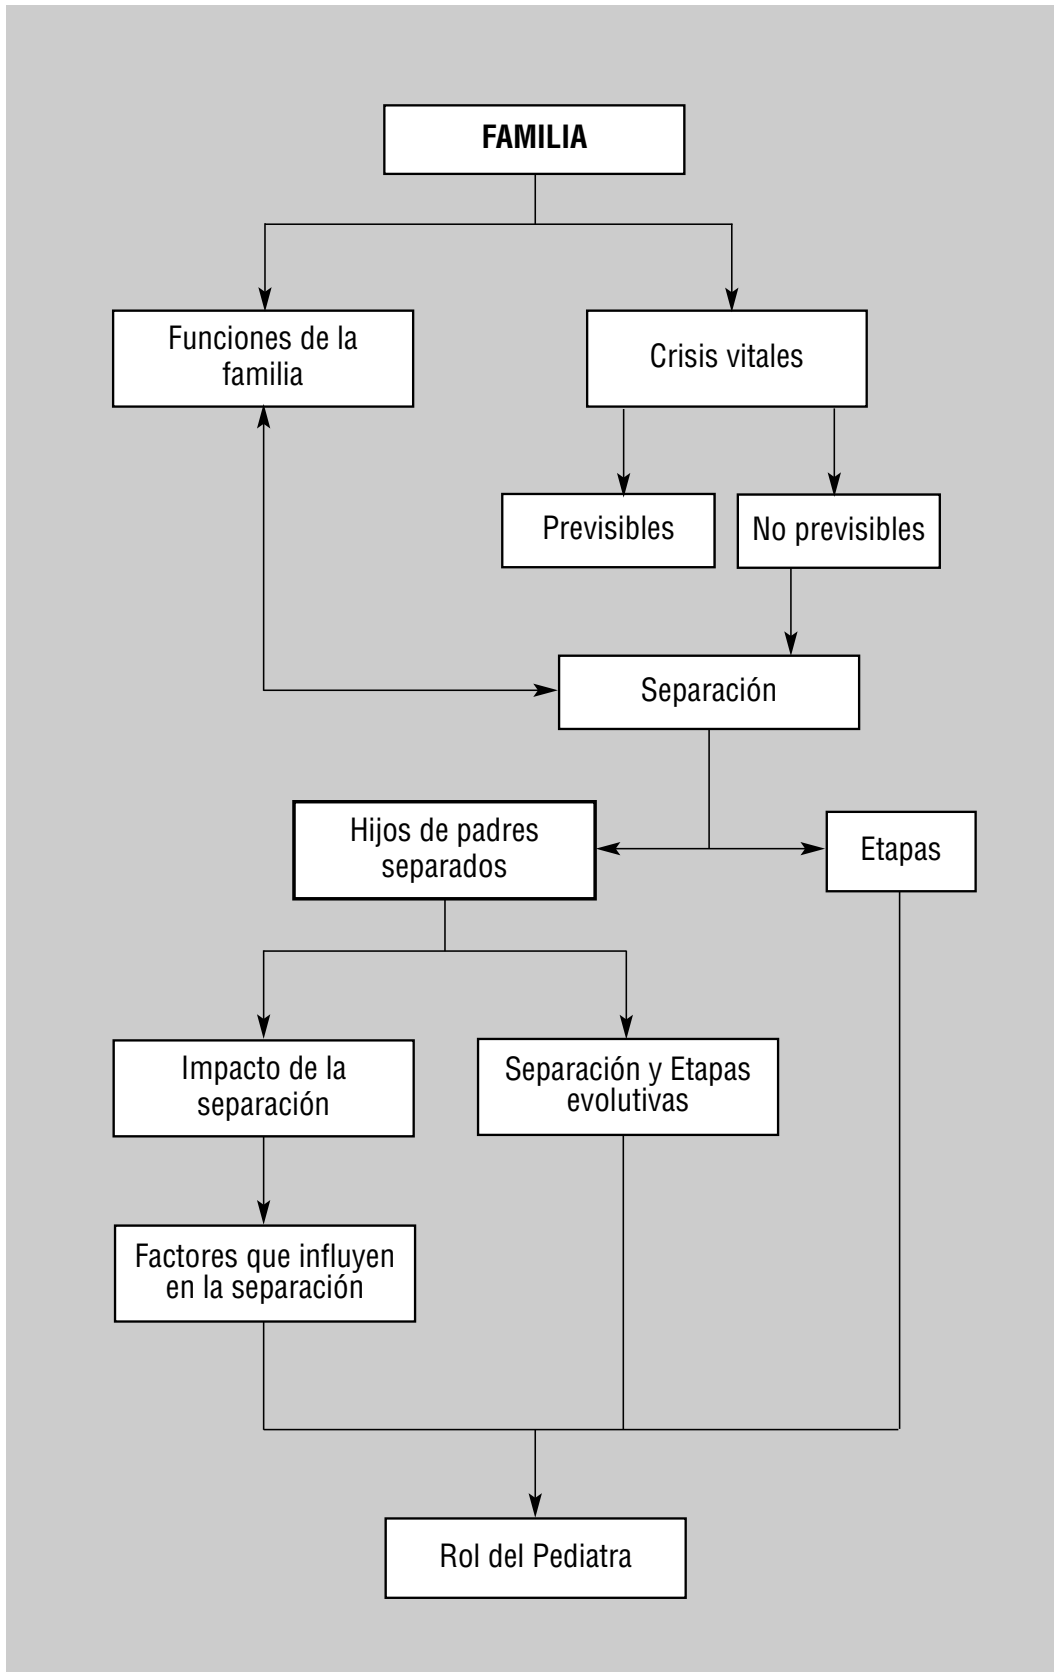 FAMILIA
Funciones de la
familia
Crisis vitales
Previsibles
No previsibles
Separación
Hijos de padres
separados
Etapas
Impacto de la
separación
Separación y Etapas
evolutivas
Factores que influyen
en la separación
Rol del Pediatra